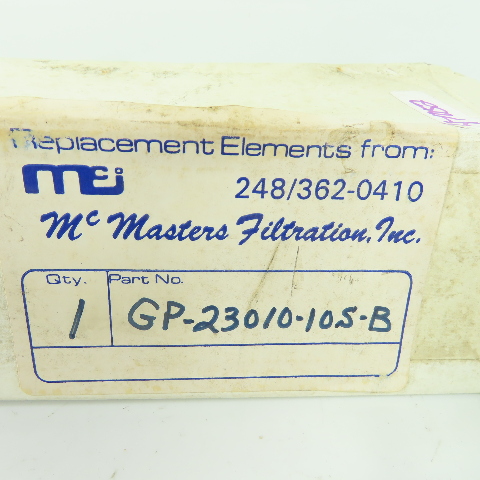 Replacement Elements from:
mei 248/362-0410
Mc Masters Filtration, Inc.
Qty. Part No.
1 GP-23010-10S-B